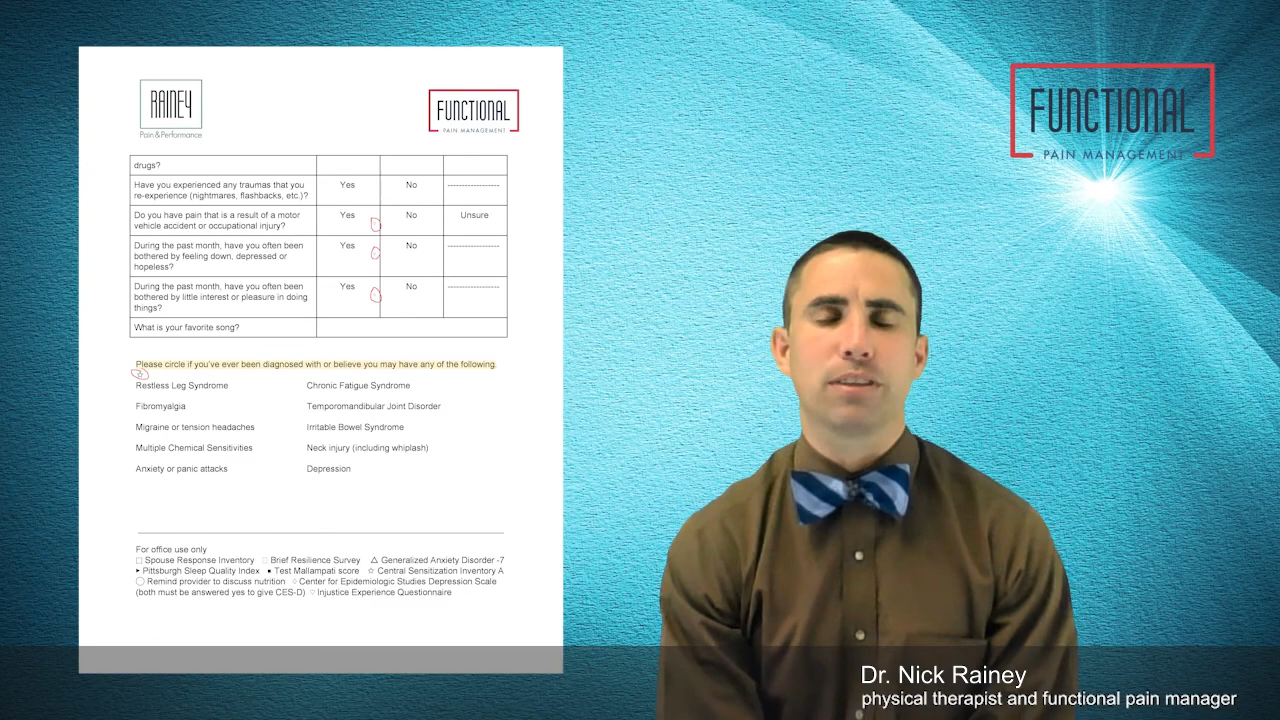 RAINEY
Pain & Performance
FUNCTIONAL
PAIN MANAGEMENT
drugs?
Have you experienced any traumas that you
re-experience (nightmares, flashbacks, etc.)?
Yes
No
-----------------
Do you have pain that is a result of a motor
vehicle accident or occupational injury?
Yes
No
Unsure
During the past month, have you often been
bothered by feeling down, depressed or
hopeless?
Yes
No
-----------------
During the past month, have you often been
bothered by little interest or pleasure in doing
things?
Yes
No
-----------------
What is your favorite song?
Please circle if you've ever been diagnosed with or believe you may have any of the following.
Restless Leg Syndrome
Chronic Fatigue Syndrome
Fibromyalgia
Temporomandibular Joint Disorder
Migraine or tension headaches
Irritable Bowel Syndrome
Multiple Chemical Sensitivities
Neck injury (including whiplash)
Anxiety or panic attacks
Depression
For office use only
□ Spouse Response Inventory □ Brief Resilience Survey △ Generalized Anxiety Disorder -7
‣ Pittsburgh Sleep Quality Index ▪ Test Mallampati score ☆ Central Sensitization Inventory A
◯ Remind provider to discuss nutrition ◊ Center for Epidemiologic Studies Depression Scale
(both must be answered yes to give CES-D) ▽ Injustice Experience Questionnaire
FUNCTIONAL
PAIN MANAGEMENT
Dr. Nick Rainey
physical therapist and functional pain manager